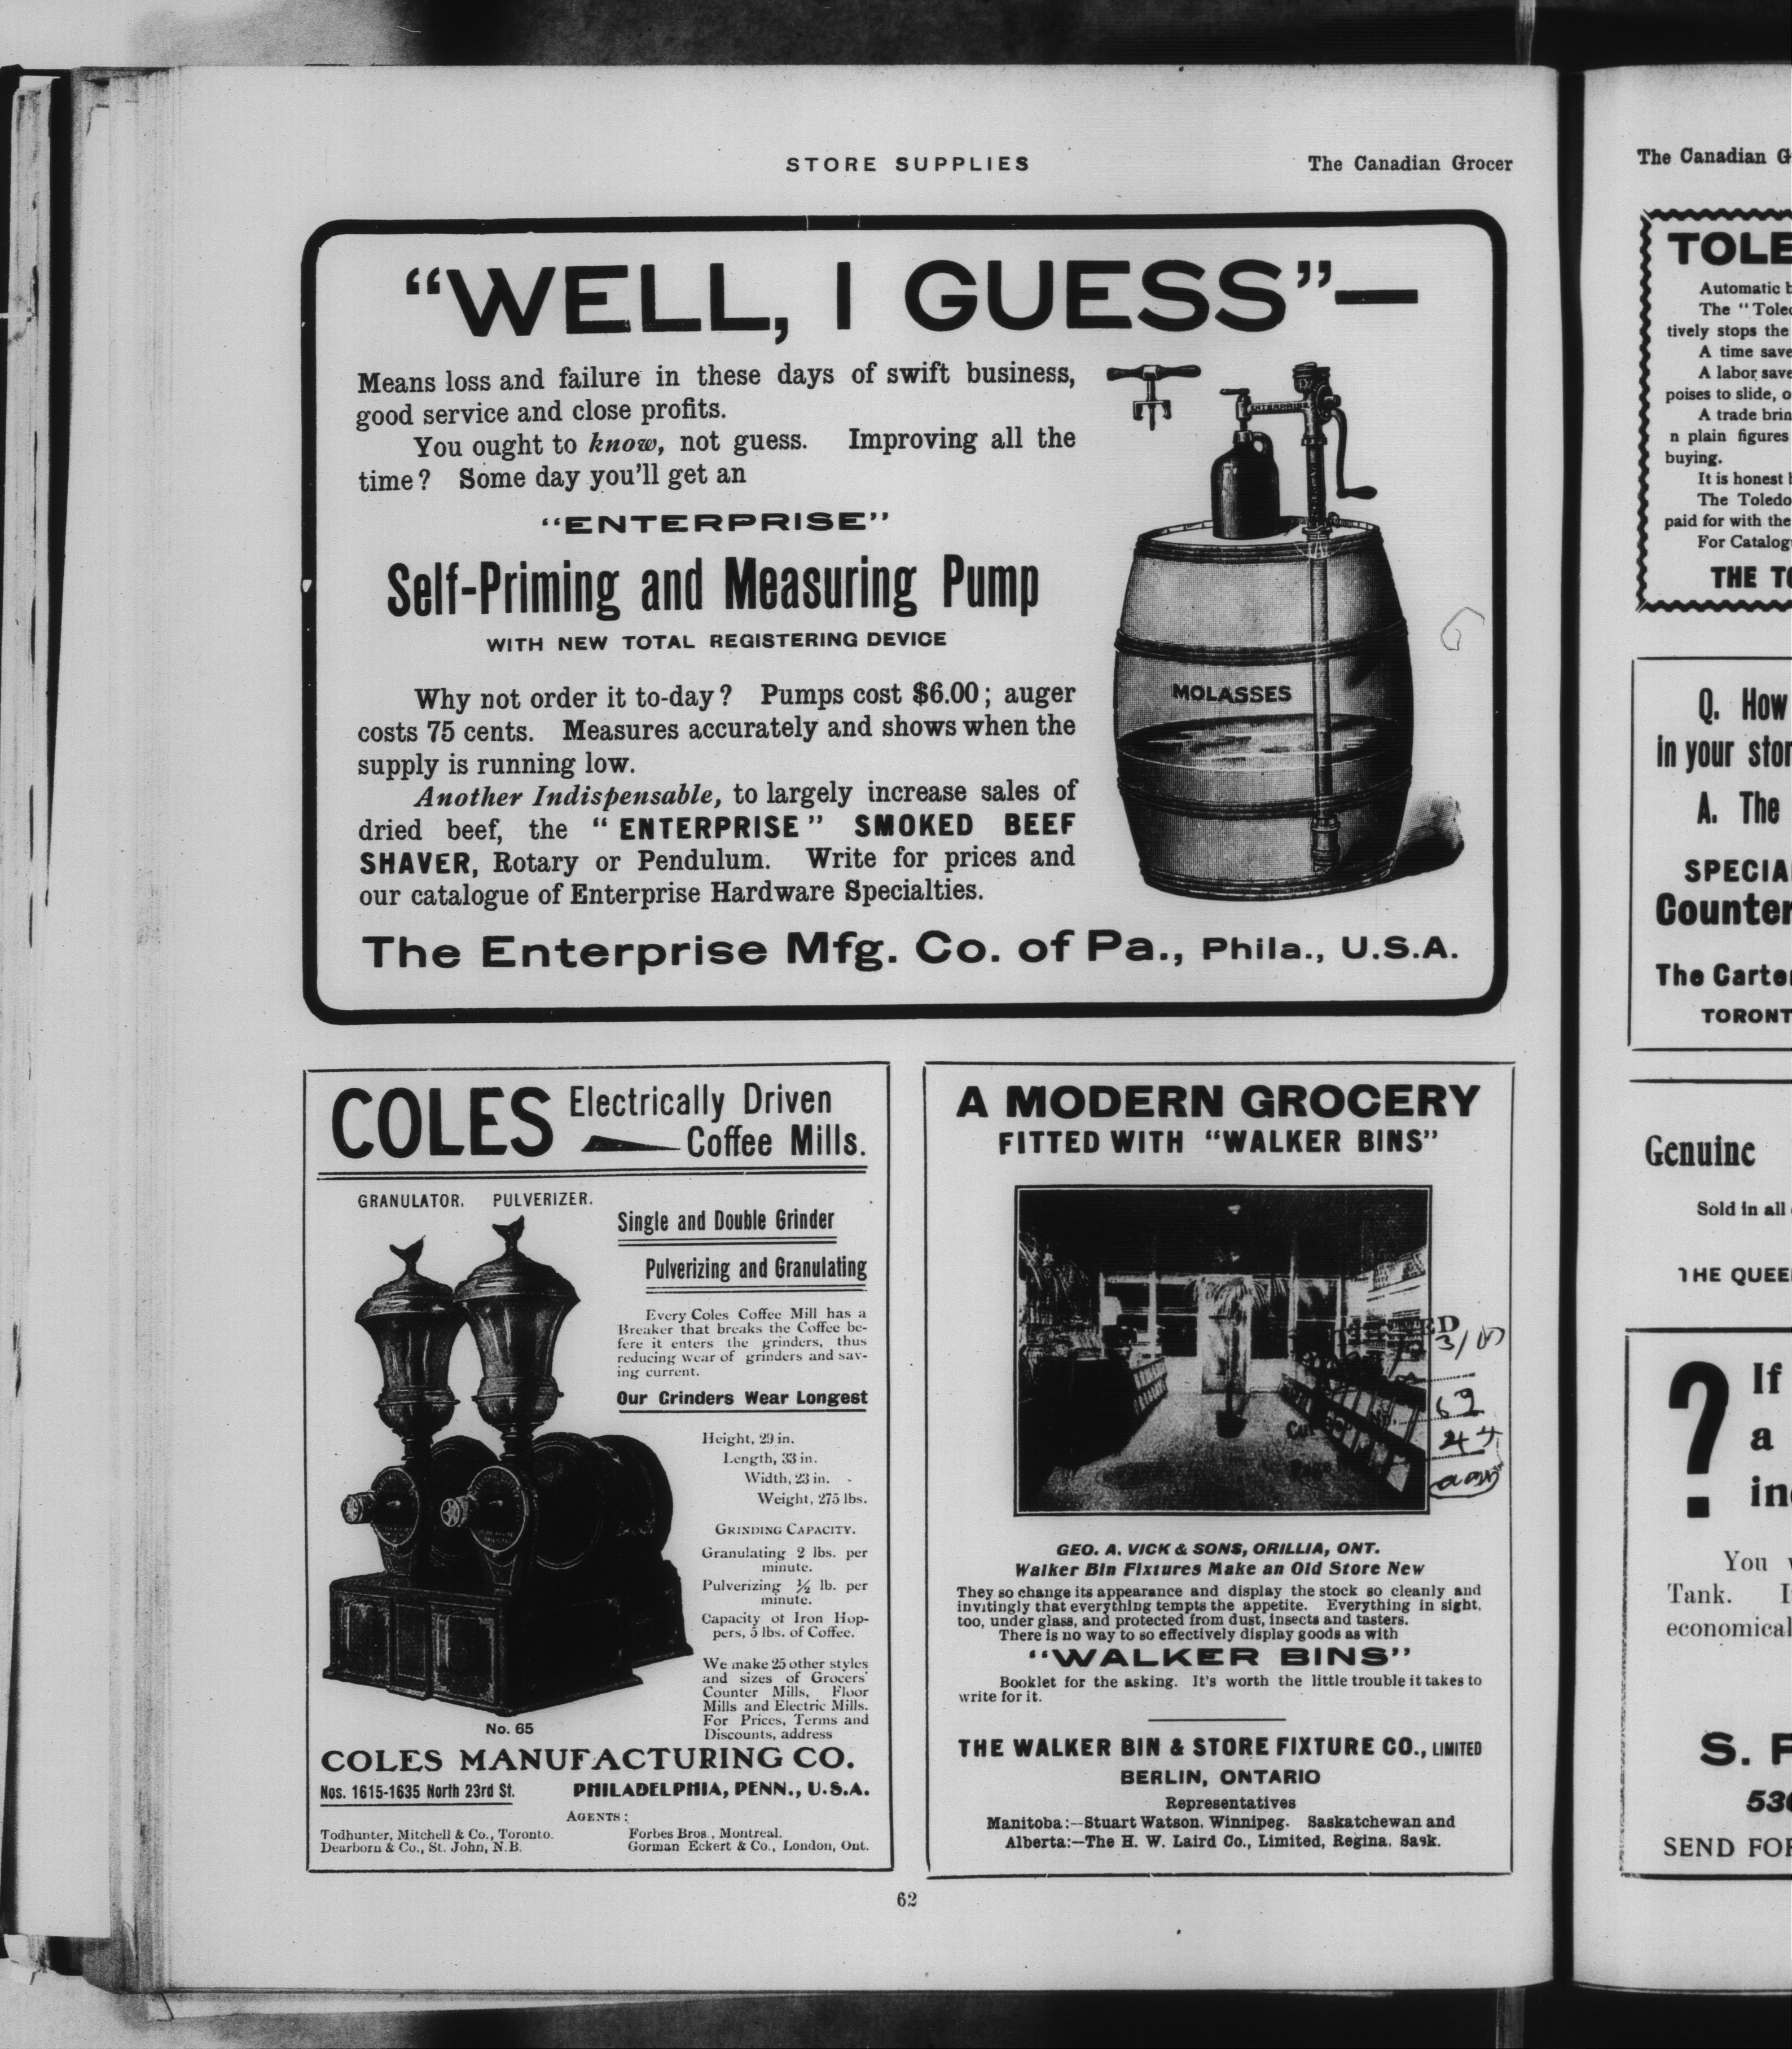 STORE SUPPLIES
The Canadian Grocer
"WELL, I GUESS"—
Means loss and failure in these days of swift business,
good service and close profits.
You ought to know, not guess. Improving all the
time? Some day you'll get an
"ENTERPRISE"
Self-Priming and Measuring Pump
WITH NEW TOTAL REGISTERING DEVICE
Why not order it to-day? Pumps cost $6.00; auger
costs 75 cents. Measures accurately and shows when the
supply is running low.
Another Indispensable, to largely increase sales of
dried beef, the "ENTERPRISE" SMOKED BEEF
SHAVER, Rotary or Pendulum. Write for prices and
our catalogue of Enterprise Hardware Specialties.
ENTERPRISE
MOLASSES
The Enterprise Mfg. Co. of Pa., Phila., U.S.A.
COLES Electrically Driven
Coffee Mills.
GRANULATOR. PULVERIZER.
Single and Double Grinder
Pulverizing and Granulating
Every Coles Coffee Mill has a
Breaker that breaks the Coffee be-
fere it enters the grinders, thus
reducing wear of grinders and sav-
ing current.
Our Grinders Wear Longest
Height, 29 in.
Length, 33 in.
Width, 23 in.
Weight, 275 lbs.
GRINDING CAPACITY.
Granulating 2 lbs. per
minute.
Pulverizing ½ lb. per
minute.
Capacity of Iron Hop-
pers, 5 lbs. of Coffee.
We make 25 other styles
and sizes of Grocers'
Counter Mills, Floor
Mills and Electric Mills.
For Prices, Terms and
Discounts, address
No. 65
COLES MANUFACTURING CO.
Nos. 1615-1635 North 23rd St. PHILADELPHIA, PENN., U.S.A.
AGENTS:
Todhunter, Mitchell & Co., Toronto. Forbes Bros., Montreal.
Dearborn & Co., St. John, N.B. Gorman Eckert & Co., London, Ont.
A MODERN GROCERY
FITTED WITH "WALKER BINS"
69
44
GEO. A. VICK & SONS, ORILLIA, ONT.
Walker Bin Fixtures Make an Old Store New
They so change its appearance and display the stock so cleanly and
invitingly that everything tempts the appetite. Everything in sight,
too, under glass, and protected from dust, insects and tasters.
There is no way to so effectively display goods as with
"WALKER BINS"
Booklet for the asking. It's worth the little trouble it takes to
write for it.
THE WALKER BIN & STORE FIXTURE CO., LIMITED
BERLIN, ONTARIO
Representatives
Manitoba:—Stuart Watson, Winnipeg. Saskatchewan and
Alberta:—The H. W. Laird Co., Limited, Regina, Sask.
62
The Canadian G
TOLE
Automatic b
The "Tole
tively stops the
A time save
A labor save
poises to slide, o
A trade brin
n plain figures
buying.
It is honest b
The Toledo
paid for with the
For Catalog
THE T
Q. How
in your stor
A. The
SPECIA
Counter
The Carte
TORONT
Genuine
Sold in all
THE QUEE
? If
a
in
You
Tank. I
economical
S. F
53
SEND FOR